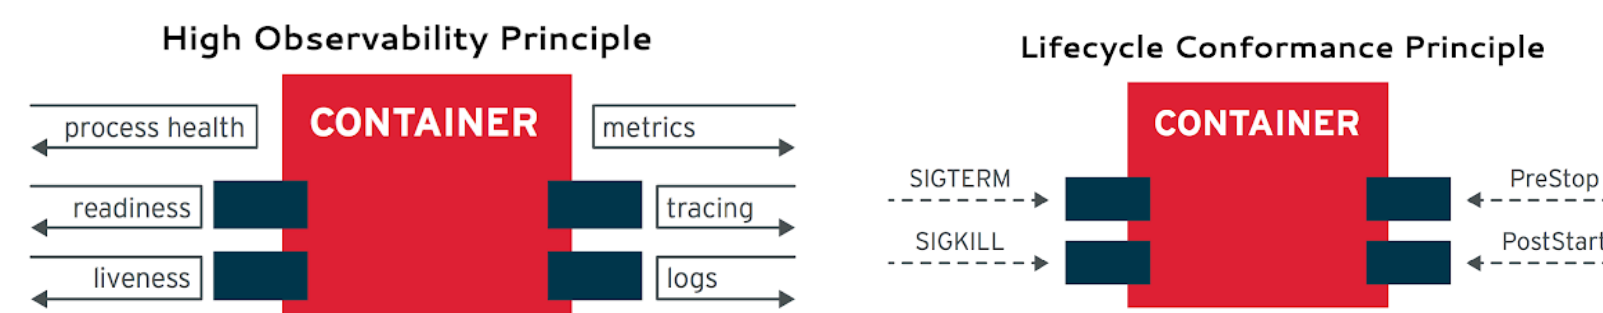 High Observability Principle
CONTAINER
process health
readiness
liveness
metrics
tracing
logs
Lifecycle Conformance Principle
CONTAINER
SIGTERM
SIGKILL
PreStop
PostStart